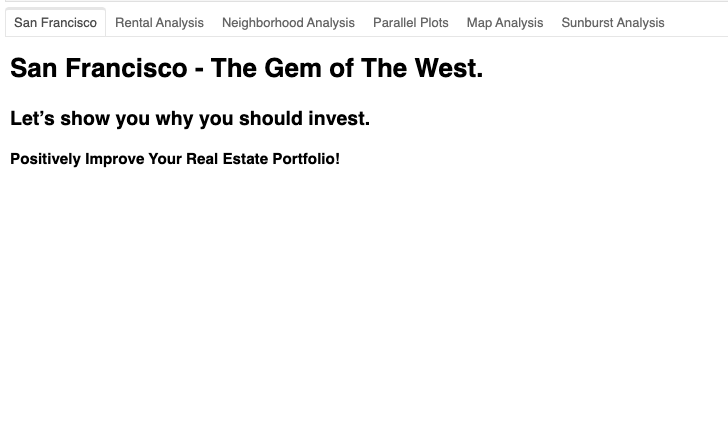 San Francisco Rental Analysis Neighborhood Analysis Parallel Plots Map Analysis Sunburst Analysis
San Francisco - The Gem of The West.
Let’s show you why you should invest.
Positively Improve Your Real Estate Portfolio!